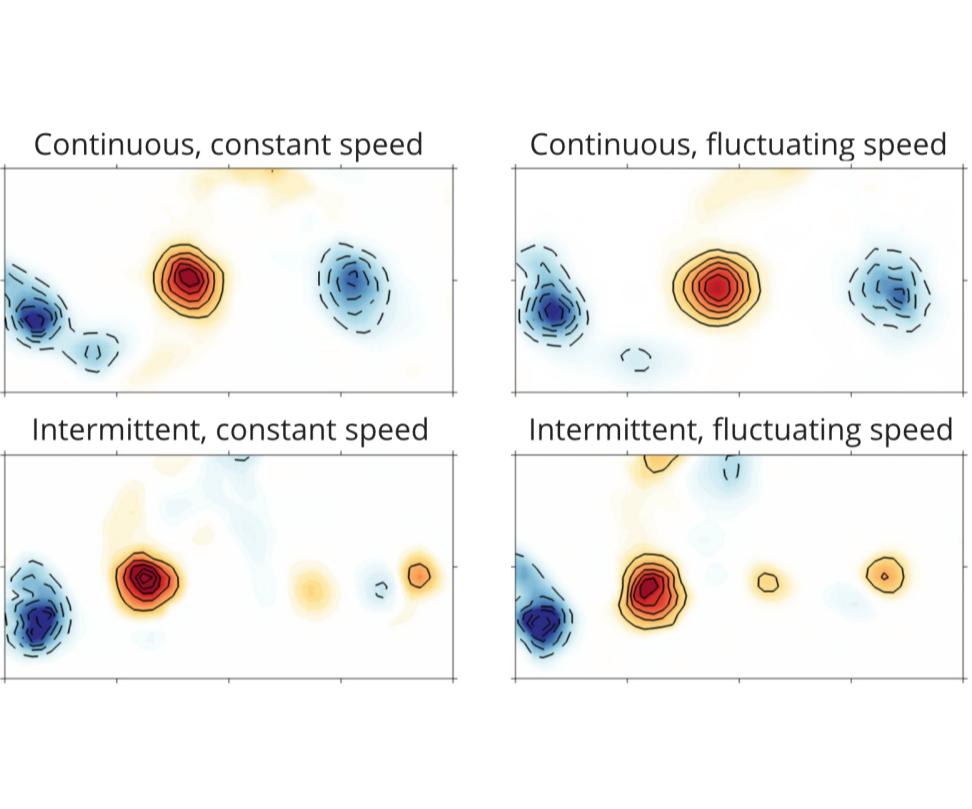 Continuous, constant speed
Continuous, fluctuating speed
Intermittent, constant speed
Intermittent, fluctuating speed